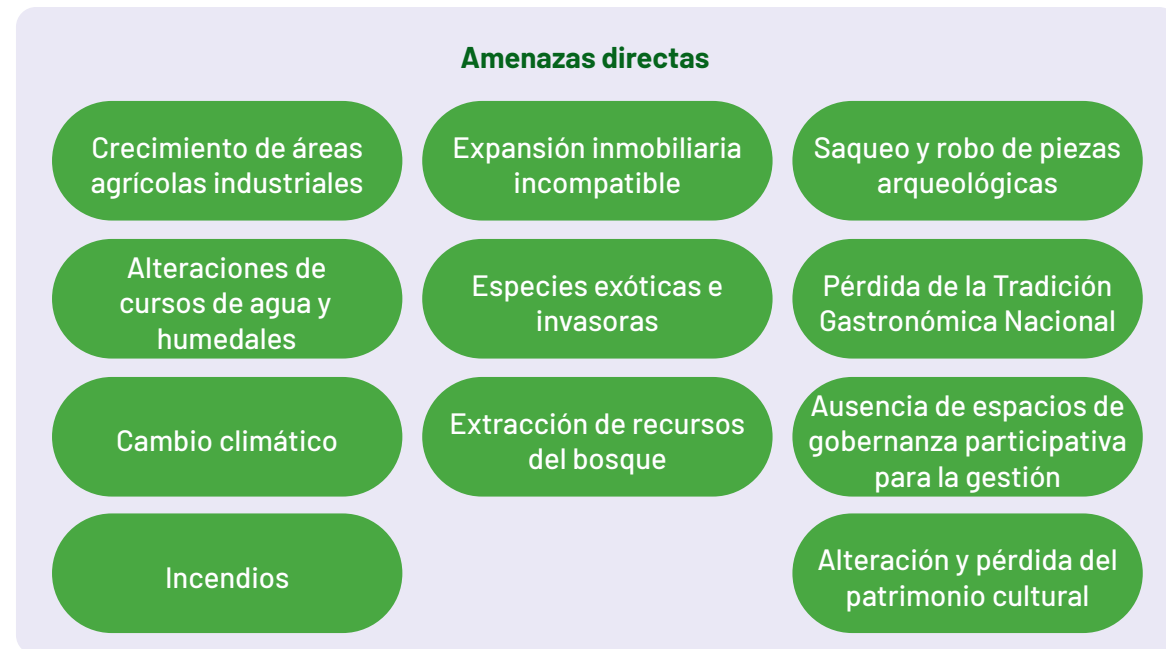 Amenazas directas
Crecimiento de áreas
agrícolas industriales
Expansión inmobiliaria
incompatible
Saqueo y robo de piezas
arqueológicas
Alteraciones de
cursos de agua y
humedales
Especies exóticas e
invasoras
Pérdida de la Tradición
Gastronómica Nacional
Cambio climático
Extracción de recursos
del bosque
Ausencia de espacios de
gobernanza participativa
para la gestión
Incendios
Alteración y pérdida del
patrimonio cultural